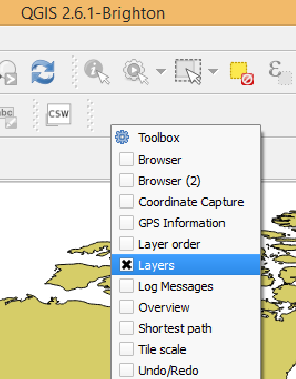 QGIS 2.6.1-Brighton
abc
CSW
Toolbox
Browser
Browser (2)
Coordinate Capture
GPS Information
Layer order
Layers
Log Messages
Overview
Shortest path
Tile scale
Undo/Redo